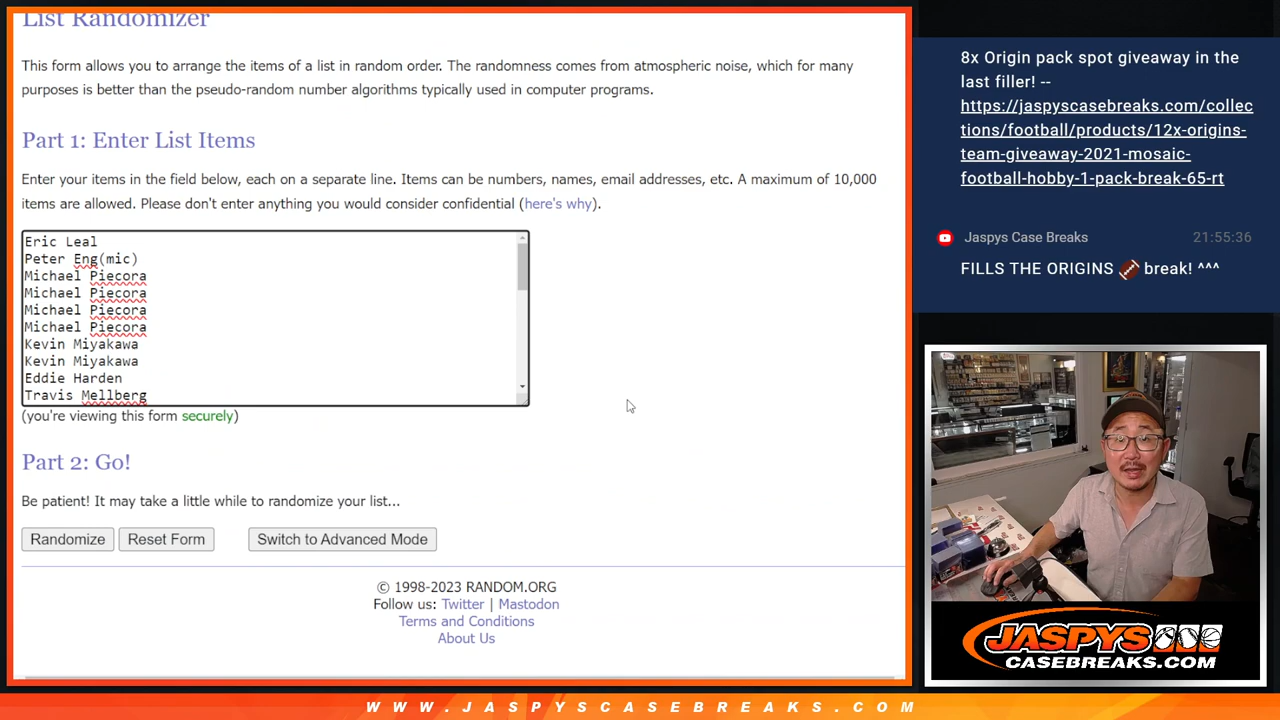 List Randomizer
This form allows you to arrange the items of a list in random order. The randomness comes from atmospheric noise, which for many
purposes is better than the pseudo-random number algorithms typically used in computer programs.
Part 1: Enter List Items
Enter your items in the field below, each on a separate line. Items can be numbers, names, email addresses, etc. A maximum of 10,000
items are allowed. Please don't enter anything you would consider confidential (here's why).
Eric Leal
Peter Eng(mic)
Michael Piecora
Michael Piecora
Michael Piecora
Michael Piecora
Kevin Miyakawa
Kevin Miyakawa
Eddie Harden
Travis Mellberg
(you're viewing this form securely)
Part 2: Go!
Be patient! It may take a little while to randomize your list...
Randomize Reset Form Switch to Advanced Mode
© 1998-2023 RANDOM.ORG
Follow us: Twitter | Mastodon
Terms and Conditions
About Us
8x Origin pack spot giveaway in the
last filler! --
https://jaspyscasebreaks.com/collec
tions/football/products/12x-origins-
team-giveaway-2021-mosaic-
football-hobby-1-pack-break-65-rt
Jaspys Case Breaks 21:55:36
FILLS THE ORIGINS 🏈 break! ^^^
JASPYS
CASEBREAKS.COM
WWW.JASPYSCASEBREAKS.COM